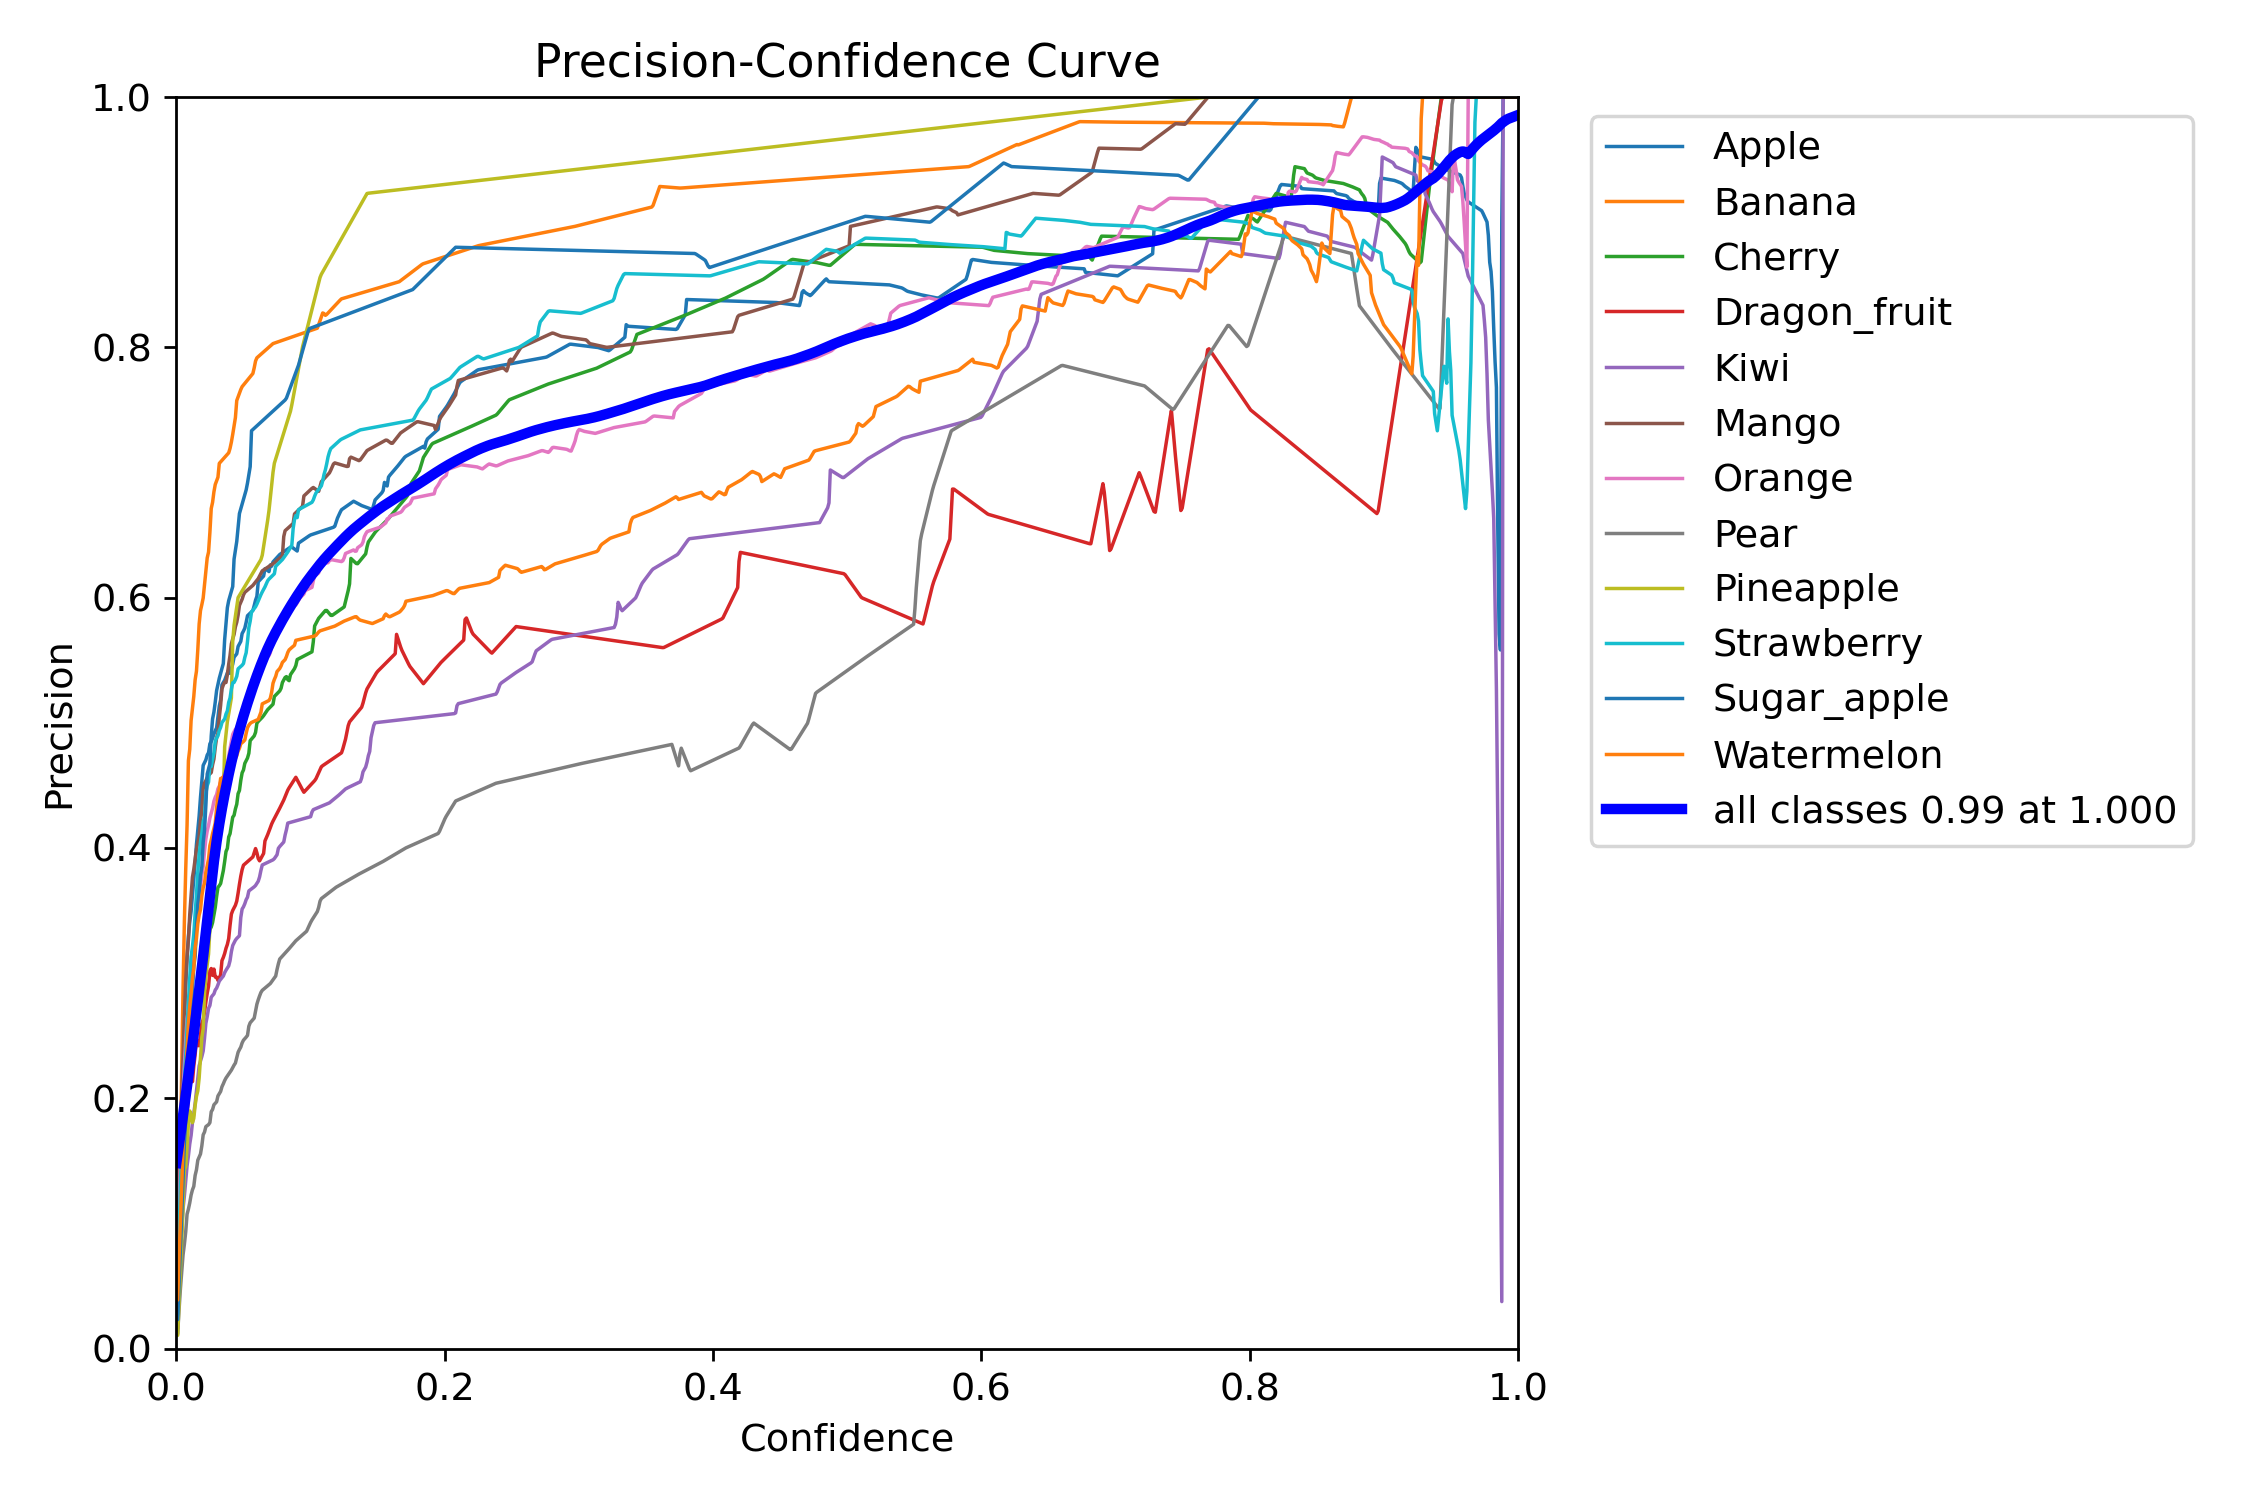 Precision-Confidence Curve
1.0
0.8
0.6
0.4
0.2
0.0
Precision
0.0 0.2 0.4 0.6 0.8 1.0
Confidence
Apple
Banana
Cherry
Dragon_fruit
Kiwi
Mango
Orange
Pear
Pineapple
Strawberry
Sugar_apple
Watermelon
all classes 0.99 at 1.000